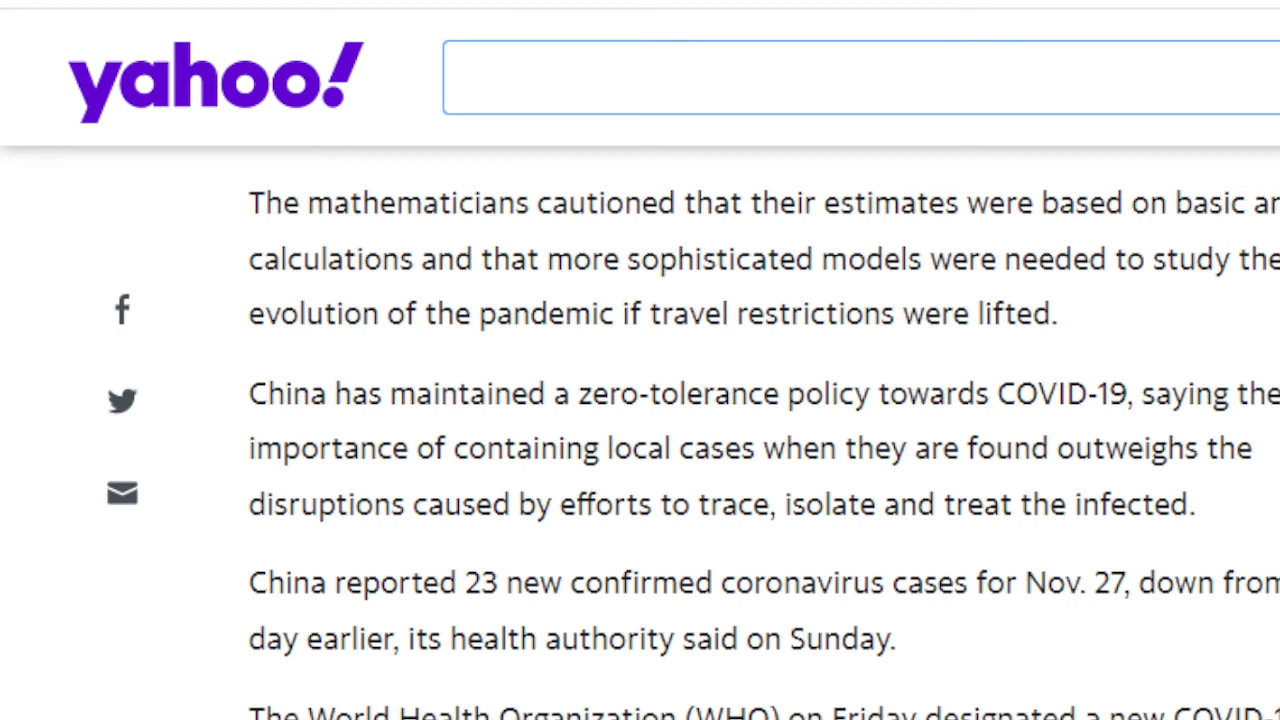 yahoo!
The mathematicians cautioned that their estimates were based on basic
calculations and that more sophisticated models were needed to study the
evolution of the pandemic if travel restrictions were lifted.
China has maintained a zero-tolerance policy towards COVID-19, saying the
importance of containing local cases when they are found outweighs the
disruptions caused by efforts to trace, isolate and treat the infected.
China reported 23 new confirmed coronavirus cases for Nov. 27, down from
day earlier, its health authority said on Sunday.
The World Health Organization (WHO) on Friday designated a new COVID-1